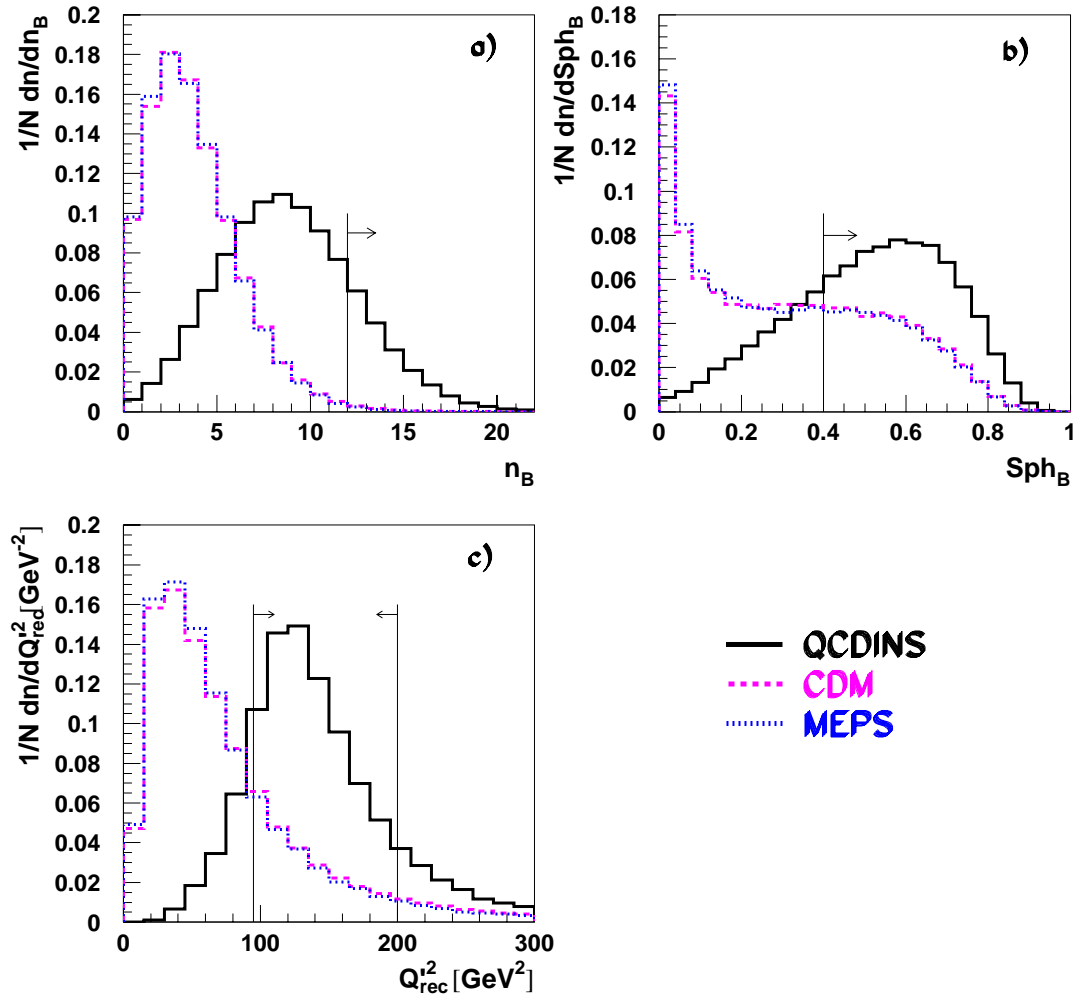 a)
1/N dn/dn_B
0.2
0.18
0.16
0.14
0.12
0.1
0.08
0.06
0.04
0.02
0
0 5 10 15 20
n_B
b)
1/N dn/dSph_B
0.2
0.18
0.16
0.14
0.12
0.1
0.08
0.06
0.04
0.02
0
0 0.2 0.4 0.6 0.8 1
Sph_B
c)
1/N dn/dQ'²_red[GeV⁻²]
0.2
0.18
0.16
0.14
0.12
0.1
0.08
0.06
0.04
0.02
0
0 100 200 300
Q'²_rec [GeV²]
QCDINS
CDM
MEPS